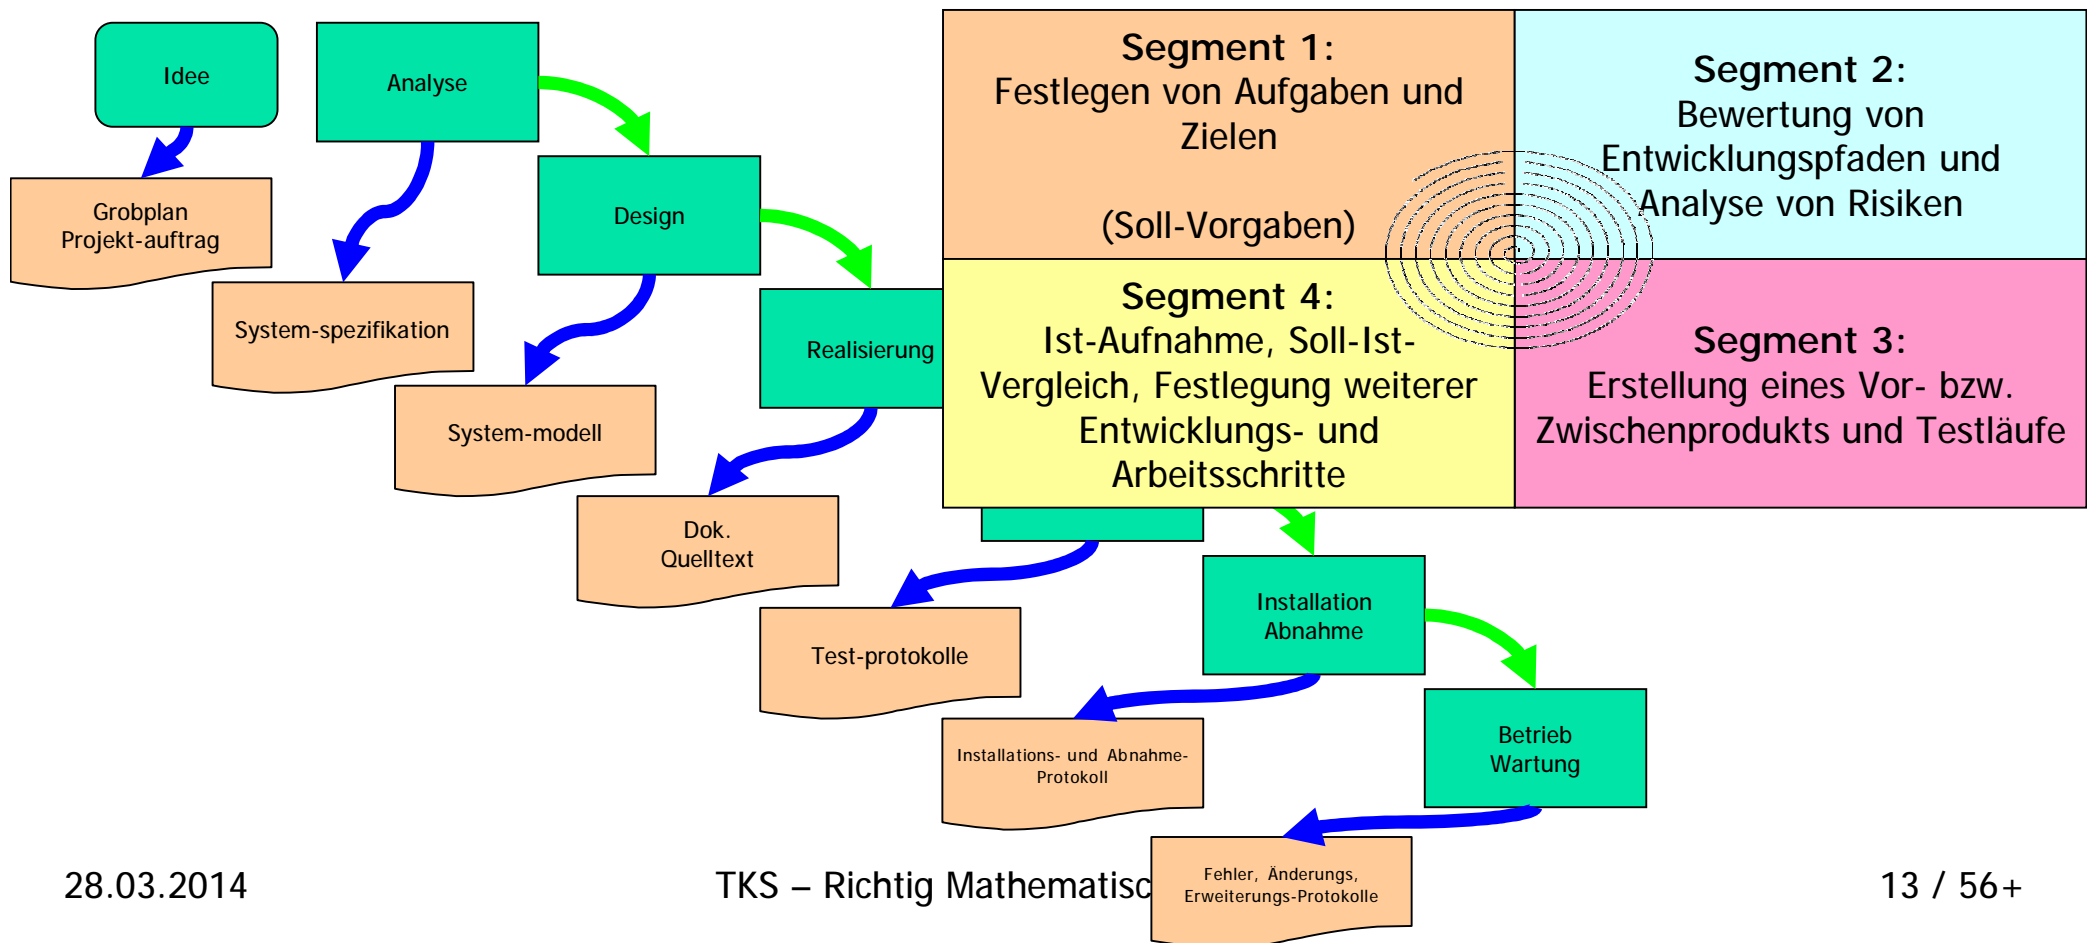 Idee
Analyse
Grobplan
Projekt-auftrag
Design
System-spezifikation
Realisierung
System-modell
Dok.
Quelltext
Test-protokolle
Installation
Abnahme
Installations- und Abnahme-
Protokoll
Betrieb
Wartung
Fehler, Änderungs,
Erweiterungs-Protokolle
Segment 1:
Festlegen von Aufgaben und
Zielen
(Soll-Vorgaben)
Segment 2:
Bewertung von
Entwicklungspfaden und
Analyse von Risiken
Segment 4:
Ist-Aufnahme, Soll-Ist-
Vergleich, Festlegung weiterer
Entwicklungs- und
Arbeitsschritte
Segment 3:
Erstellung eines Vor- bzw.
Zwischenprodukts und Testläufe
28.03.2014
TKS – Richtig Mathematisc
13 / 56+